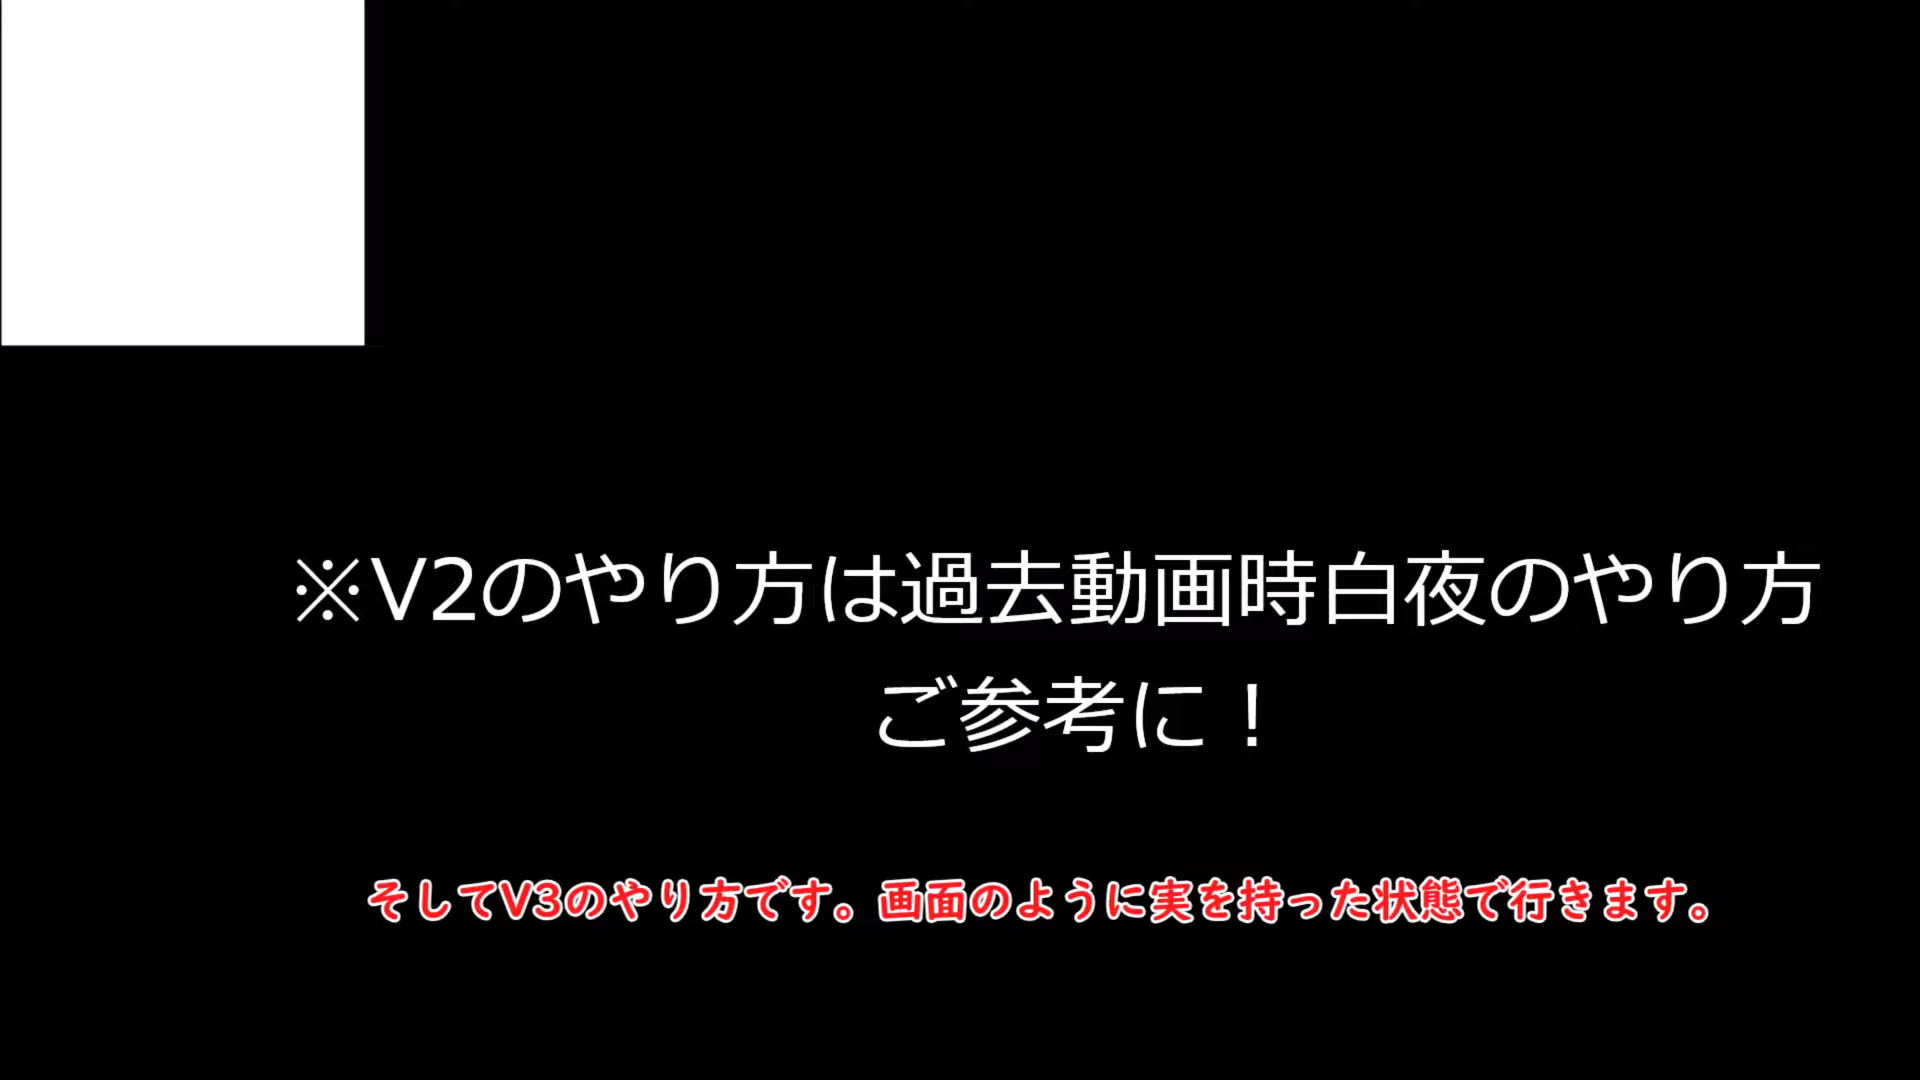 ※V2のやり方は過去動画時白夜のやり方
ご参考に！
そしてV3のやり方です。画面のように実を持った状態で行きます。